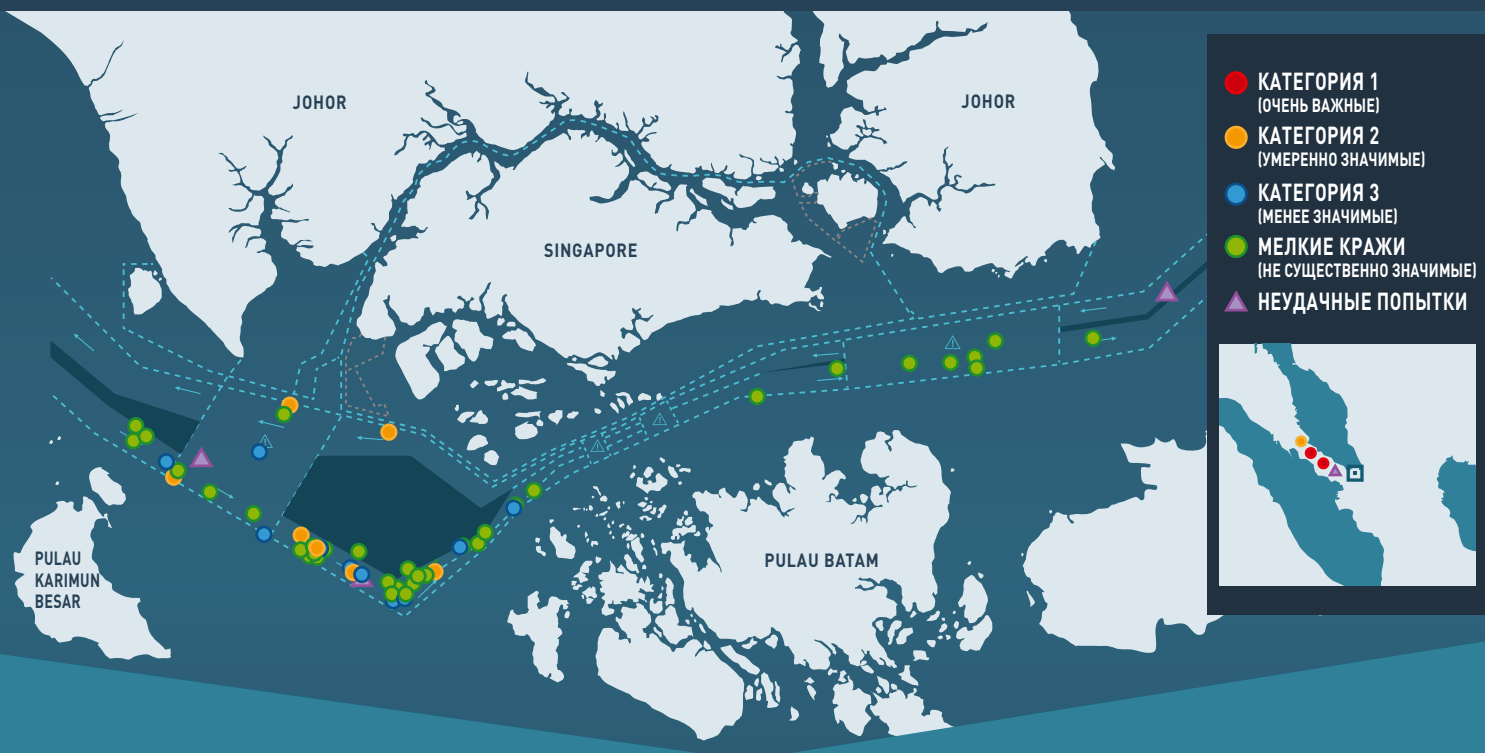 JOHOR
JOHOR
SINGAPORE
PULAU
KARIMUN
BESAR
PULAU BATAM
КАТЕГОРИЯ 1
(ОЧЕНЬ ВАЖНЫЕ)
КАТЕГОРИЯ 2
(УМЕРЕННО ЗНАЧИМЫЕ)
КАТЕГОРИЯ 3
(МЕНЕЕ ЗНАЧИМЫЕ)
МЕЛКИЕ КРАЖИ
(НЕ СУЩЕСТВЕННО ЗНАЧИМЫЕ)
НЕУДАЧНЫЕ ПОПЫТКИ